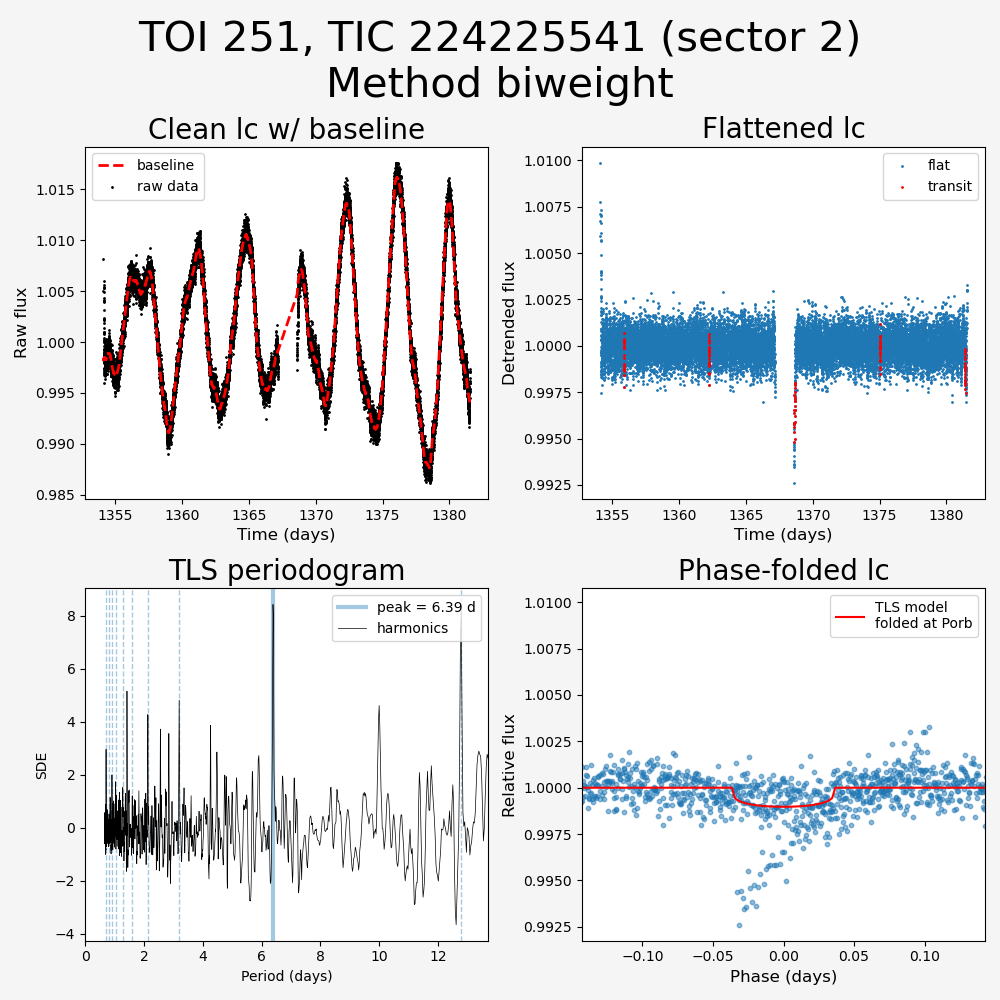 TOI 251, TIC 224225541 (sector 2)
Method biweight
Clean lc w/ baseline
baseline
raw data
1.015
1.010
1.005
1.000
0.995
0.990
0.985
Raw flux
1355
1360
1365
1370
1375
1380
Time (days)
Flattened lc
flat
transit
1.0100
1.0075
1.0050
1.0025
1.0000
0.9975
0.9950
0.9925
Detrended flux
1355
1360
1365
1370
1375
1380
Time (days)
TLS periodogram
peak = 6.39 d
harmonics
8
6
4
2
0
−2
−4
SDE
0
2
4
6
8
10
12
Period (days)
Phase-folded lc
TLS model
folded at Porb
1.0100
1.0075
1.0050
1.0025
1.0000
0.9975
0.9950
0.9925
Relative flux
−0.10
−0.05
0.00
0.05
0.10
Phase (days)